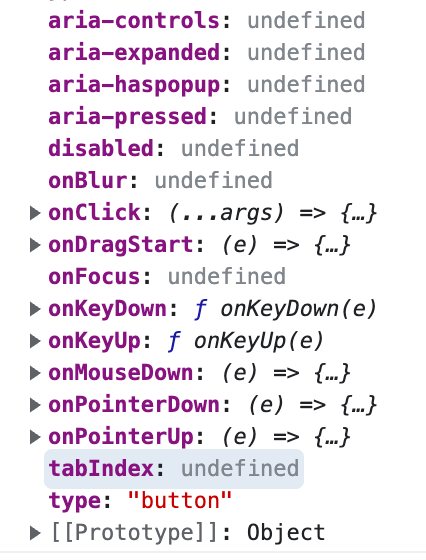 aria-controls: undefined
aria-expanded: undefined
aria-haspopup: undefined
aria-pressed: undefined
disabled: undefined
onBlur: undefined
onClick: (...args) => {…}
onDragStart: (e) => {…}
onFocus: undefined
onKeyDown: ƒ onKeyDown(e)
onKeyUp: ƒ onKeyUp(e)
onMouseDown: (e) => {…}
onPointerDown: (e) => {…}
onPointerUp: (e) => {…}
tabIndex: undefined
type: "button"
[[Prototype]]: Object